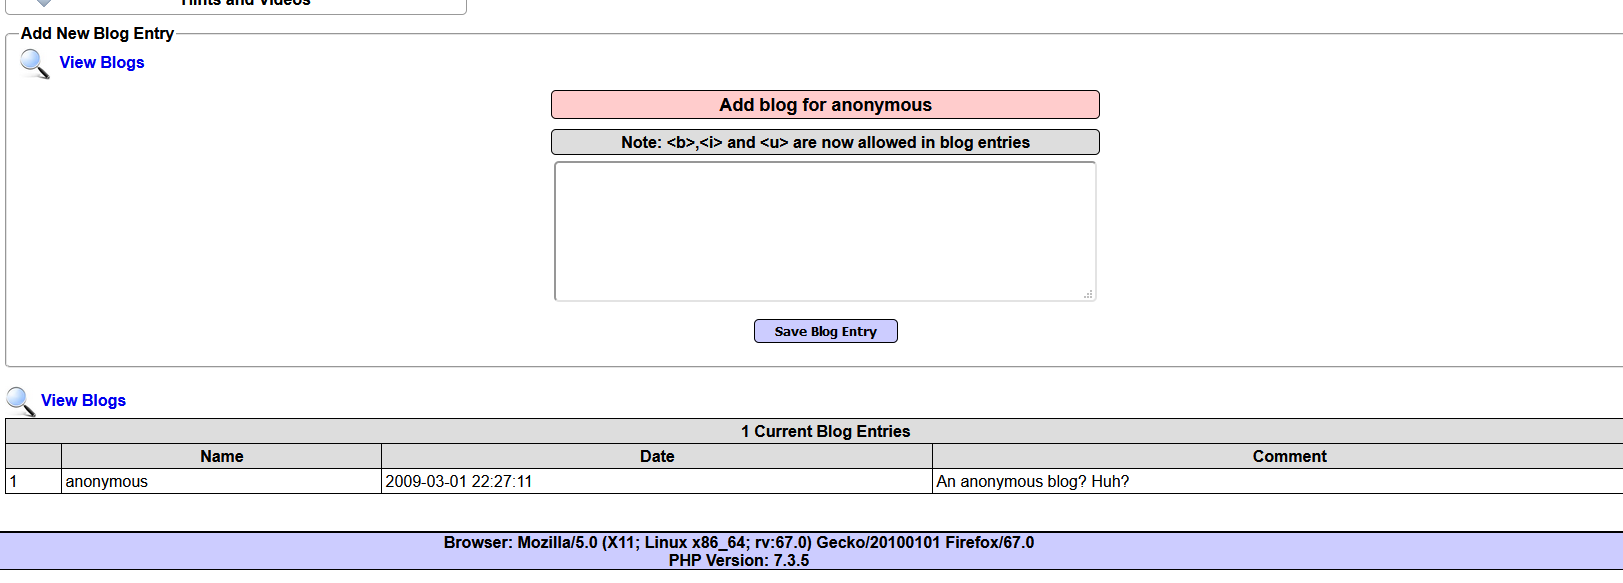 Hints and Videos
Add New Blog Entry
View Blogs
Add blog for anonymous
Note: <b>,<i> and <u> are now allowed in blog entries
Save Blog Entry
View Blogs
1 Current Blog Entries
Name Date Comment
1 anonymous 2009-03-01 22:27:11 An anonymous blog? Huh?
Browser: Mozilla/5.0 (X11; Linux x86_64; rv:67.0) Gecko/20100101 Firefox/67.0
PHP Version: 7.3.5